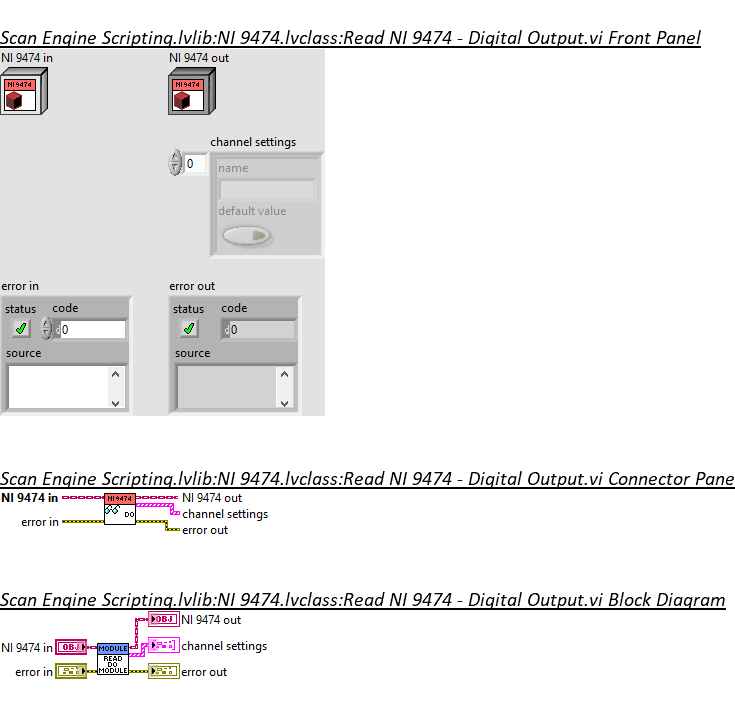 Scan Engine Scripting.lvlib:NI 9474.lvclass:Read NI 9474 - Digital Output.vi Front Panel
NI 9474 in
NI 9474 out
NI 9474
NI 9474
channel settings
0
name
default value
error in
error out
status
code
status
code
d0
d0
source
source
Scan Engine Scripting.lvlib:NI 9474.lvclass:Read NI 9474 - Digital Output.vi Connector Pane
NI 9474 in
NI 9474
NI 9474 out
DO
channel settings
error in
error out
Scan Engine Scripting.lvlib:NI 9474.lvclass:Read NI 9474 - Digital Output.vi Block Diagram
OBJ
NI 9474 out
NI 9474 in
OBJ
MODULE
channel settings
READ
DO
MODULE
error in
error out